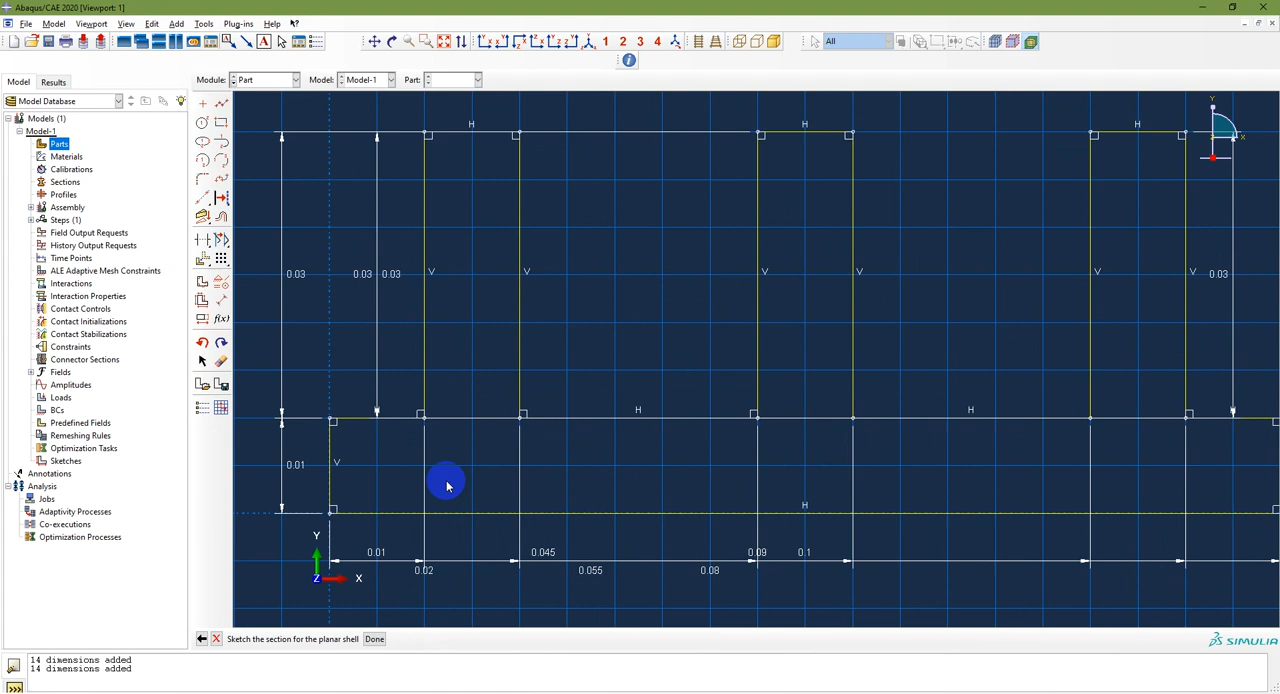 Abaqus/CAE 2020 [Viewport: 1]
File Model Viewport View Edit Add Tools Plug-ins Help
1 2 3 4 All
Model Results Module: Part Model: Model-1 Part:
Model Database
Models (1)
Model-1
Parts
Materials
Calibrations
Sections
Profiles
Assembly
Steps (1)
Field Output Requests
History Output Requests
Time Points
ALE Adaptive Mesh Constraints
Interactions
Interaction Properties
Contact Controls
Contact Initializations
Contact Stabilizations
Constraints
Connector Sections
Fields
Amplitudes
Loads
BCs
Predefined Fields
Remeshing Rules
Optimization Tasks
Sketches
Annotations
Analysis
Jobs
Adaptivity Processes
Co-executions
Optimization Processes
f(x)
H H H
Y
X
V V V V V V
0.03 0.03 0.03 0.03
H H
0.01 V
H
Y
0.01 0.045 0.09 0.1
0.02 0.055 0.08
Z X
Sketch the section for the planar shell Done
SIMULIA
14 dimensions added
14 dimensions added
>>>